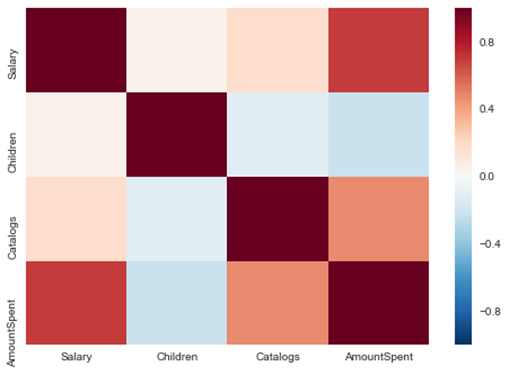 Salary
Children
Catalogs
AmountSpent
Salary
Children
Catalogs
AmountSpent
0.8
0.4
0.0
−0.4
−0.8